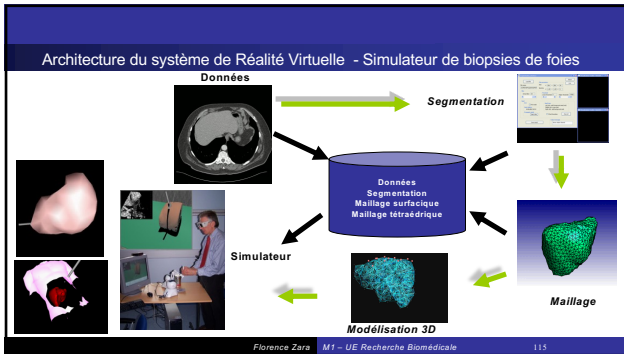 Architecture du système de Réalité Virtuelle - Simulateur de biopsies de foies
Données
Segmentation
Données
Segmentation
Maillage surfacique
Maillage tétraédrique
Simulateur
Maillage
Modélisation 3D
Florence Zara M1 – UE Recherche Biomédicale 115